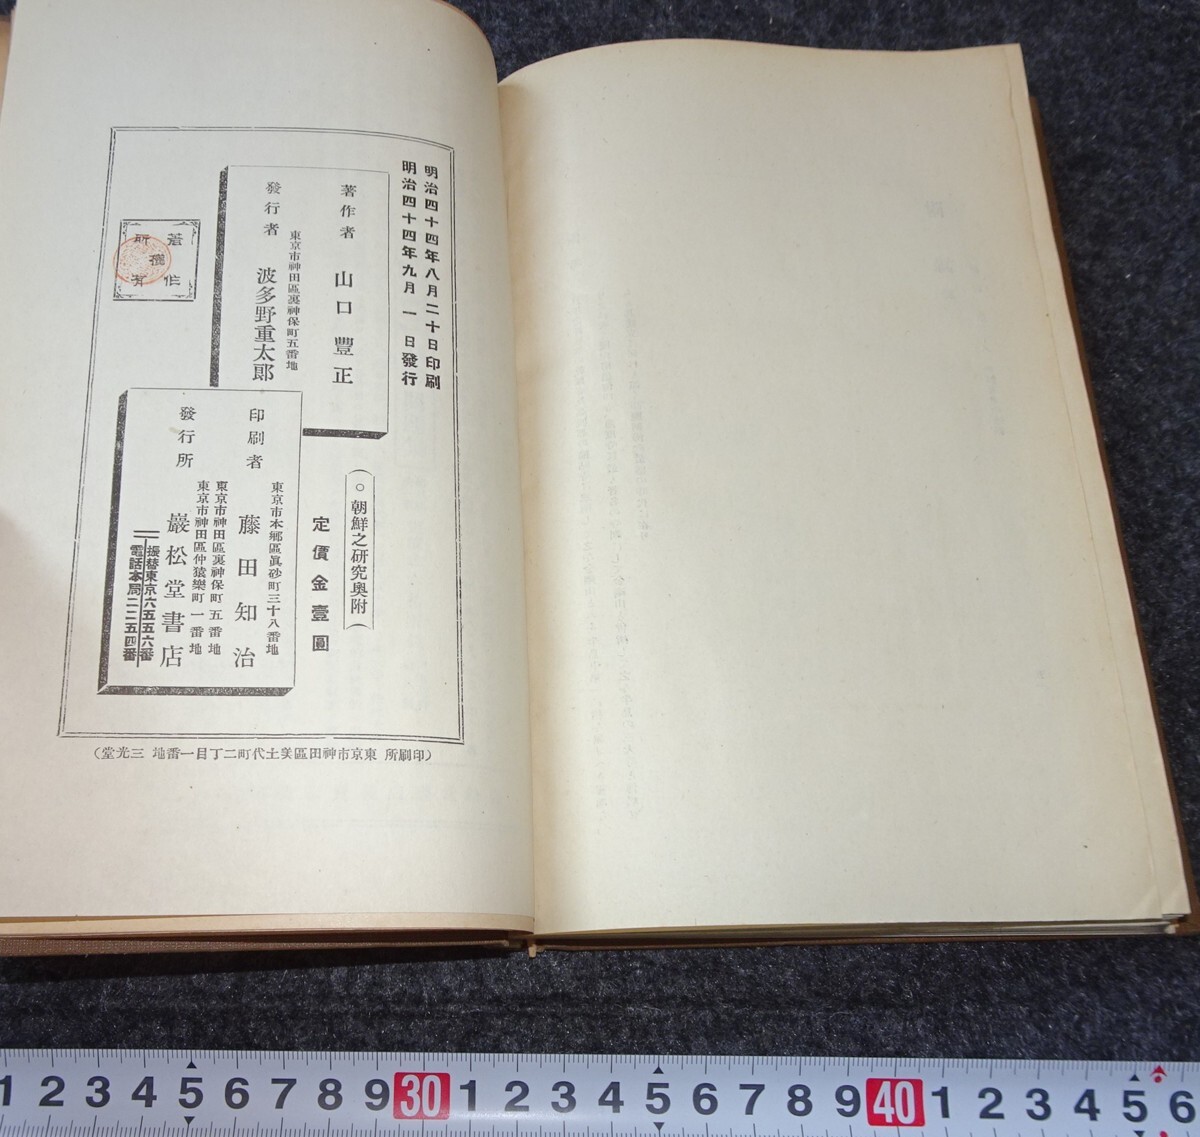 明治四十四年八月二十日印刷
明治四十四年九月一日發行
著作者 山口豐正
東京市神田區裏神保町五番地
發行者 波多野重太郎
著作權所有
○朝鮮之研究奧附
定價金壹圓
東京市本鄉區眞砂町三十八番地
印刷者 藤田知治
東京市神田區裏神保町五番地
東京市神田區仲猿樂町一番地
發行所 巖松堂書店
振替東京六五五六番
電話本局二二五四番
(印刷所 東京市神田區美土代町二丁目一番地 三光堂)
1 2 3 4 5 6 7 8 9 30 1 2 3 4 5 6 7 8 9 40 1 2 3 4 5 6